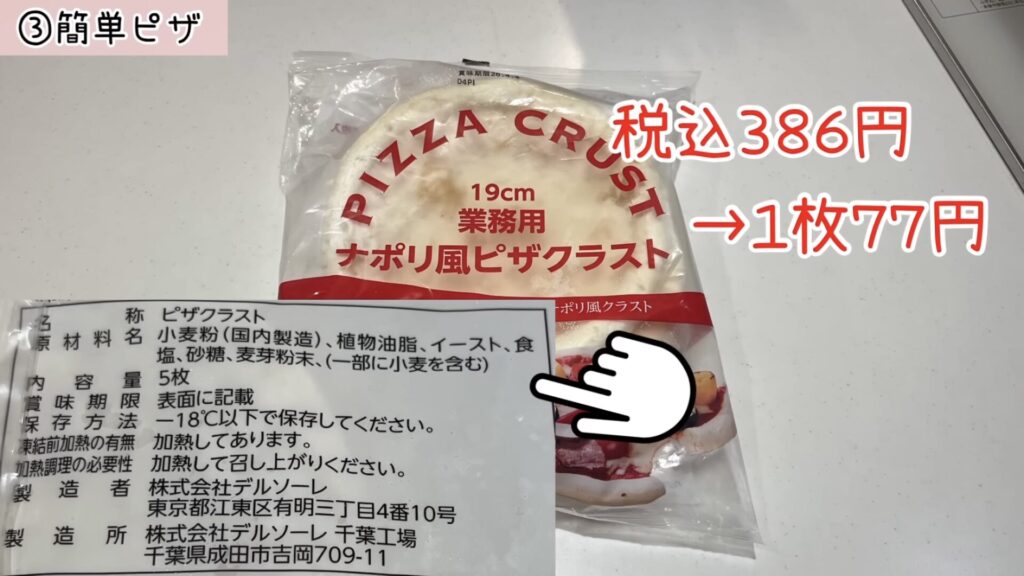 ③簡単ピザ
賞味期限
D4PI
PIZZA CRUST
19cm
業務用
ナポリ風ピザクラスト
ポリ風クラスト
税込386円
→1枚77円
名 称 ピザクラスト
原材料名 小麦粉(国内製造)、植物油脂、イースト、食
塩、砂糖、麦芽粉末、(一部に小麦を含む)
内容量 5枚
賞味期限 表面に記載
保存方法 −18℃以下で保存してください。
凍結前加熱の有無 加熱してあります。
加熱調理の必要性 加熱して召し上がりください。
製造者 株式会社デルソーレ
東京都江東区有明三丁目4番10号
製造所 株式会社デルソーレ 千葉工場
千葉県成田市吉岡709-11